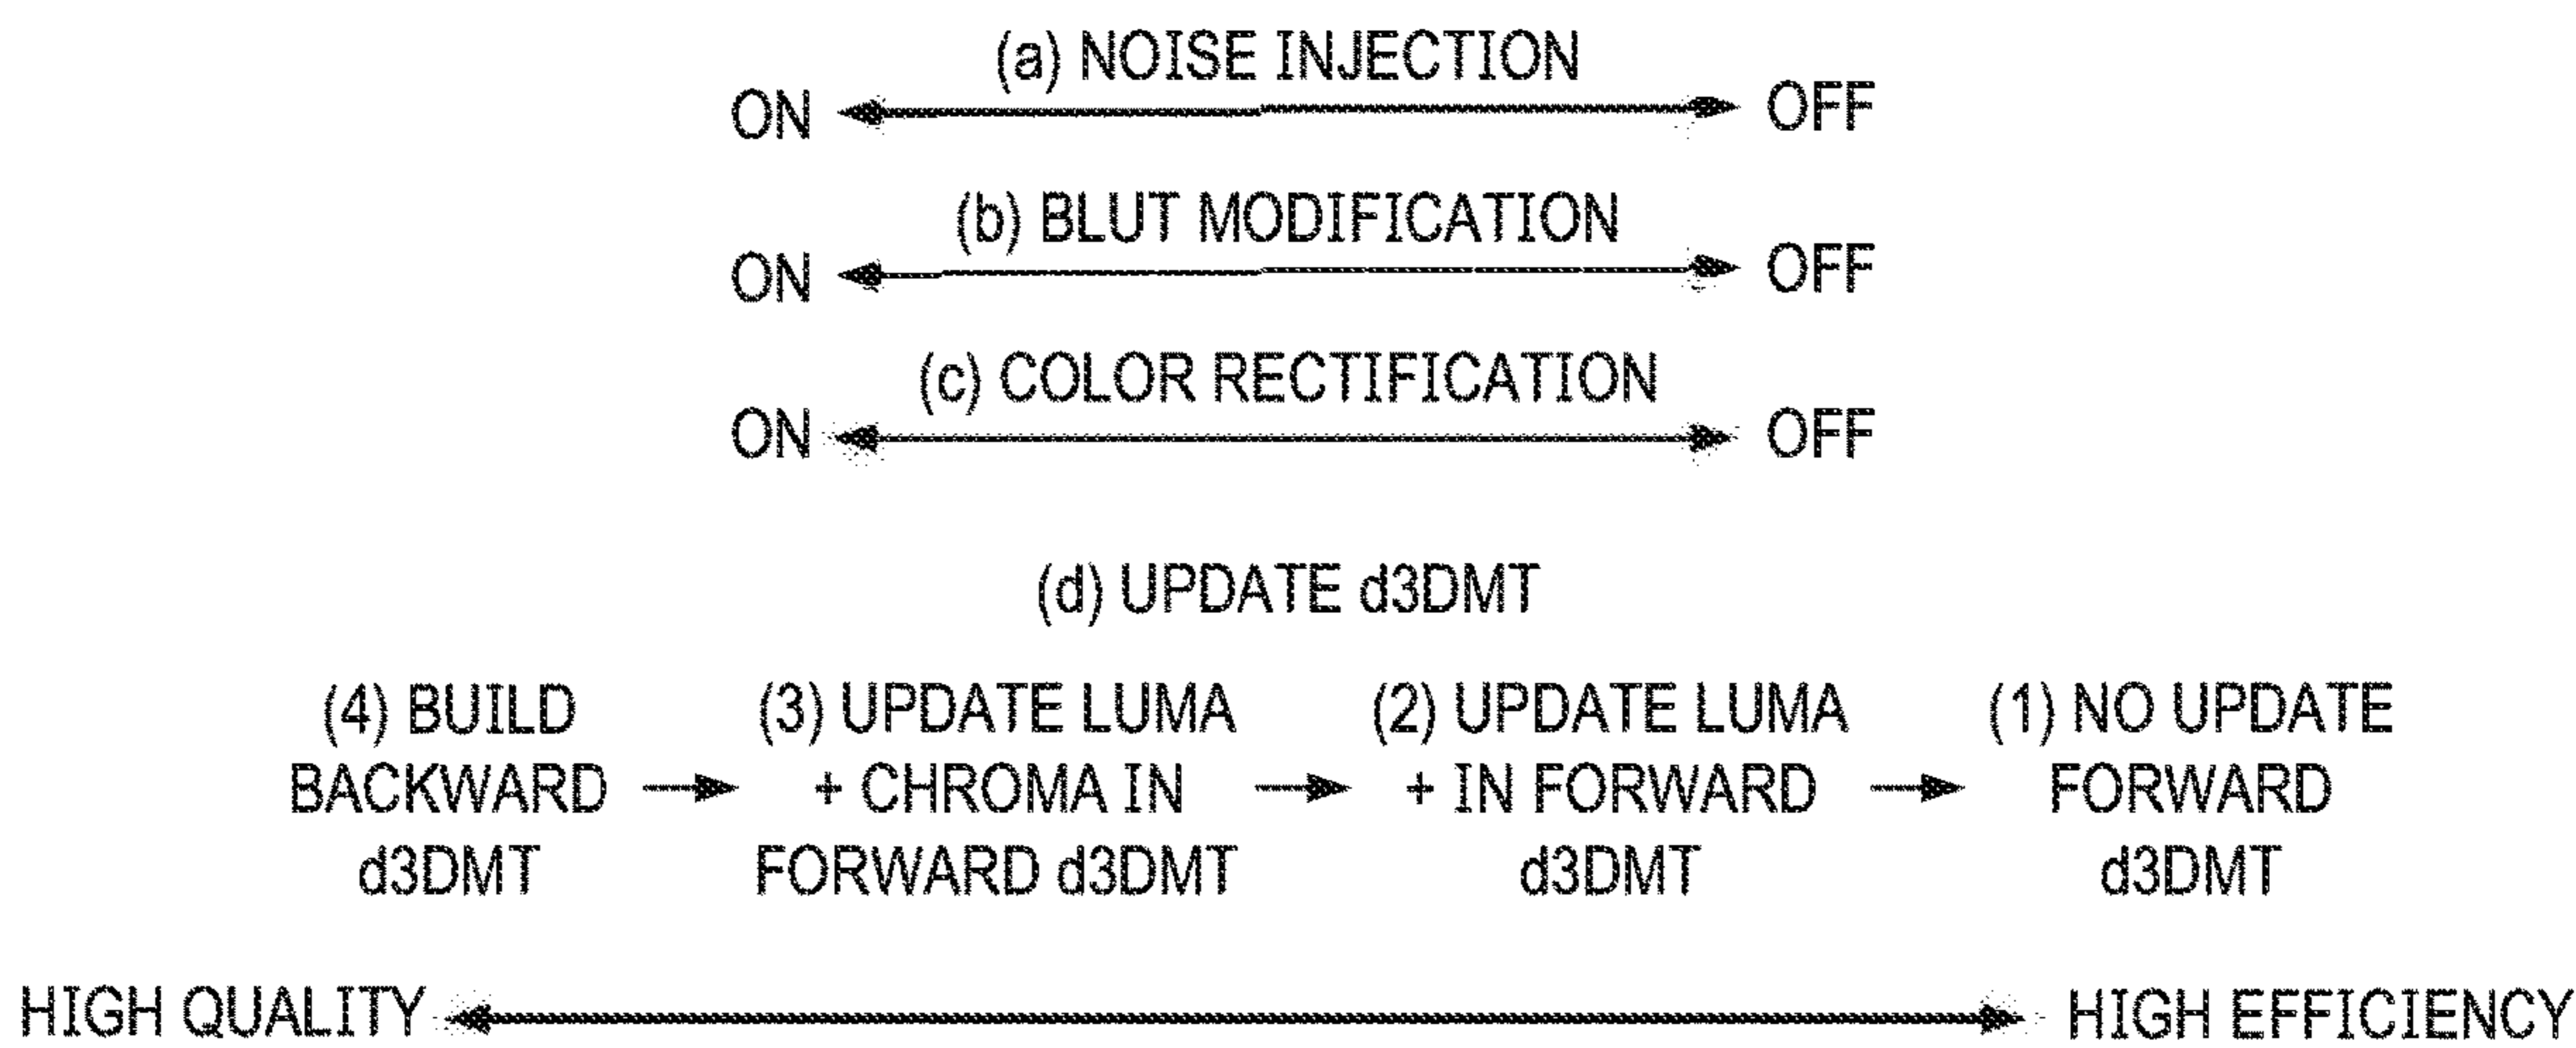 (a) NOISE INJECTION
ON OFF
(b) BLUT MODIFICATION
ON OFF
(c) COLOR RECTIFICATION
ON OFF
(d) UPDATE d3DMT
(4) BUILD
BACKWARD
d3DMT
(3) UPDATE LUMA
+ CHROMA IN
FORWARD d3DMT
(2) UPDATE LUMA
+ IN FORWARD
d3DMT
(1) NO UPDATE
FORWARD
d3DMT
HIGH QUALITY HIGH EFFICIENCY